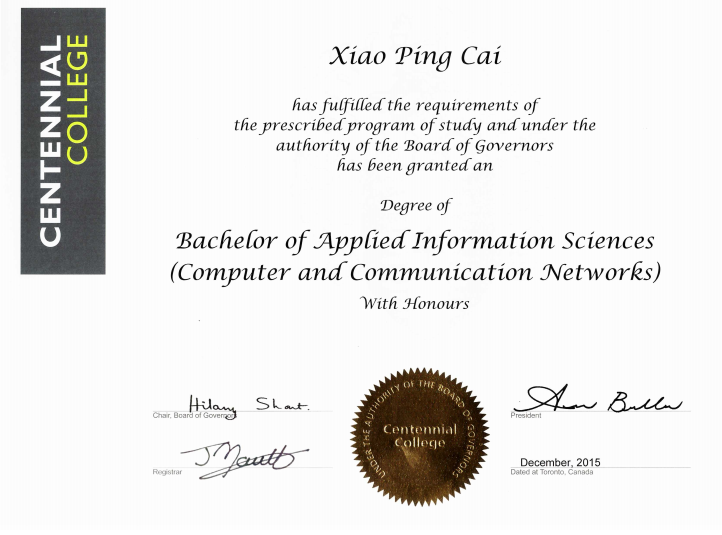 CENTENNIAL
COLLEGE
Xiao Ping Cai
has fulfilled the requirements of
the prescribed program of study and under the
authority of the Board of Governors
has been granted an
Degree of
Bachelor of Applied Information Sciences
(Computer and Communication Networks)
With Honours
Hilary Short.
Chair, Board of Governors
Registrar
UNDER THE AUTHORITY OF THE BOARD OF GOVERNORS
Centennial
College
President
December, 2015
Dated at Toronto, Canada